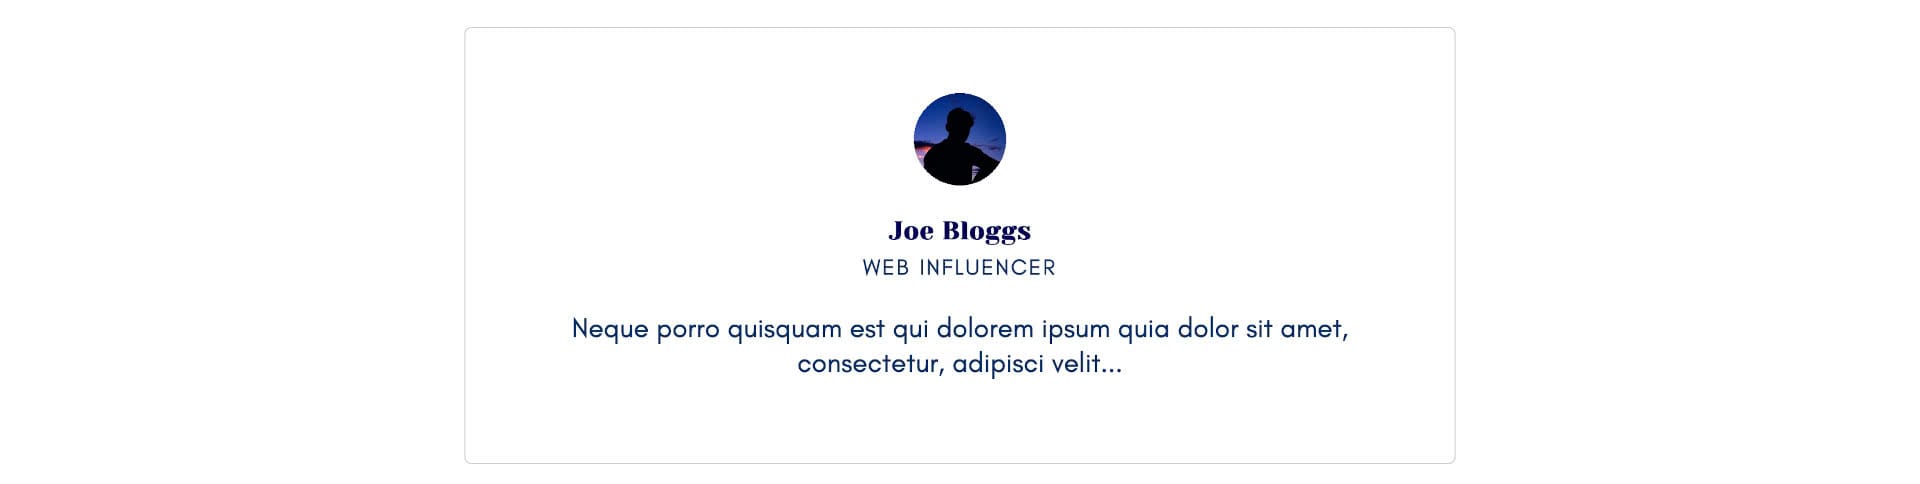 Joe Bloggs
WEB INFLUENCER
Neque porro quisquam est qui dolorem ipsum quia dolor sit amet,
consectetur, adipisci velit...